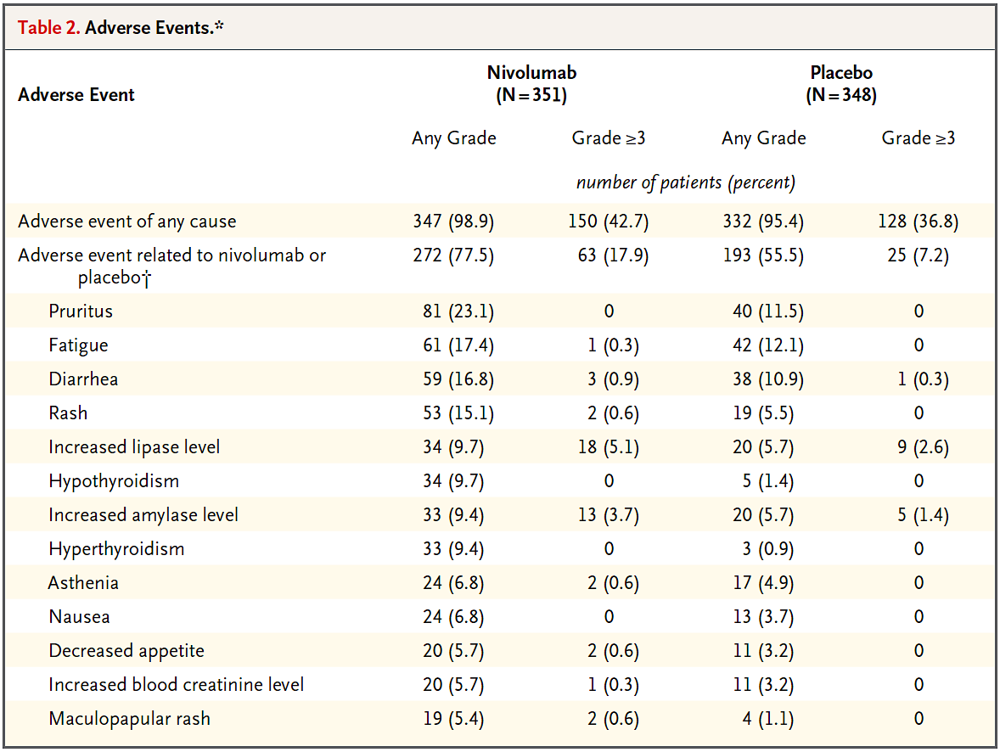 Table 2. Adverse Events.*
Adverse Event Nivolumab (N=351) Placebo (N=348)
Any Grade Grade ≥3 Any Grade Grade ≥3
number of patients (percent)
Adverse event of any cause 347 (98.9) 150 (42.7) 332 (95.4) 128 (36.8)
Adverse event related to nivolumab or 272 (77.5) 63 (17.9) 193 (55.5) 25 (7.2)
placebo†
Pruritus 81 (23.1) 0 40 (11.5) 0
Fatigue 61 (17.4) 1 (0.3) 42 (12.1) 0
Diarrhea 59 (16.8) 3 (0.9) 38 (10.9) 1 (0.3)
Rash 53 (15.1) 2 (0.6) 19 (5.5) 0
Increased lipase level 34 (9.7) 18 (5.1) 20 (5.7) 9 (2.6)
Hypothyroidism 34 (9.7) 0 5 (1.4) 0
Increased amylase level 33 (9.4) 13 (3.7) 20 (5.7) 5 (1.4)
Hyperthyroidism 33 (9.4) 0 3 (0.9) 0
Asthenia 24 (6.8) 2 (0.6) 17 (4.9) 0
Nausea 24 (6.8) 0 13 (3.7) 0
Decreased appetite 20 (5.7) 2 (0.6) 11 (3.2) 0
Increased blood creatinine level 20 (5.7) 1 (0.3) 11 (3.2) 0
Maculopapular rash 19 (5.4) 2 (0.6) 4 (1.1) 0